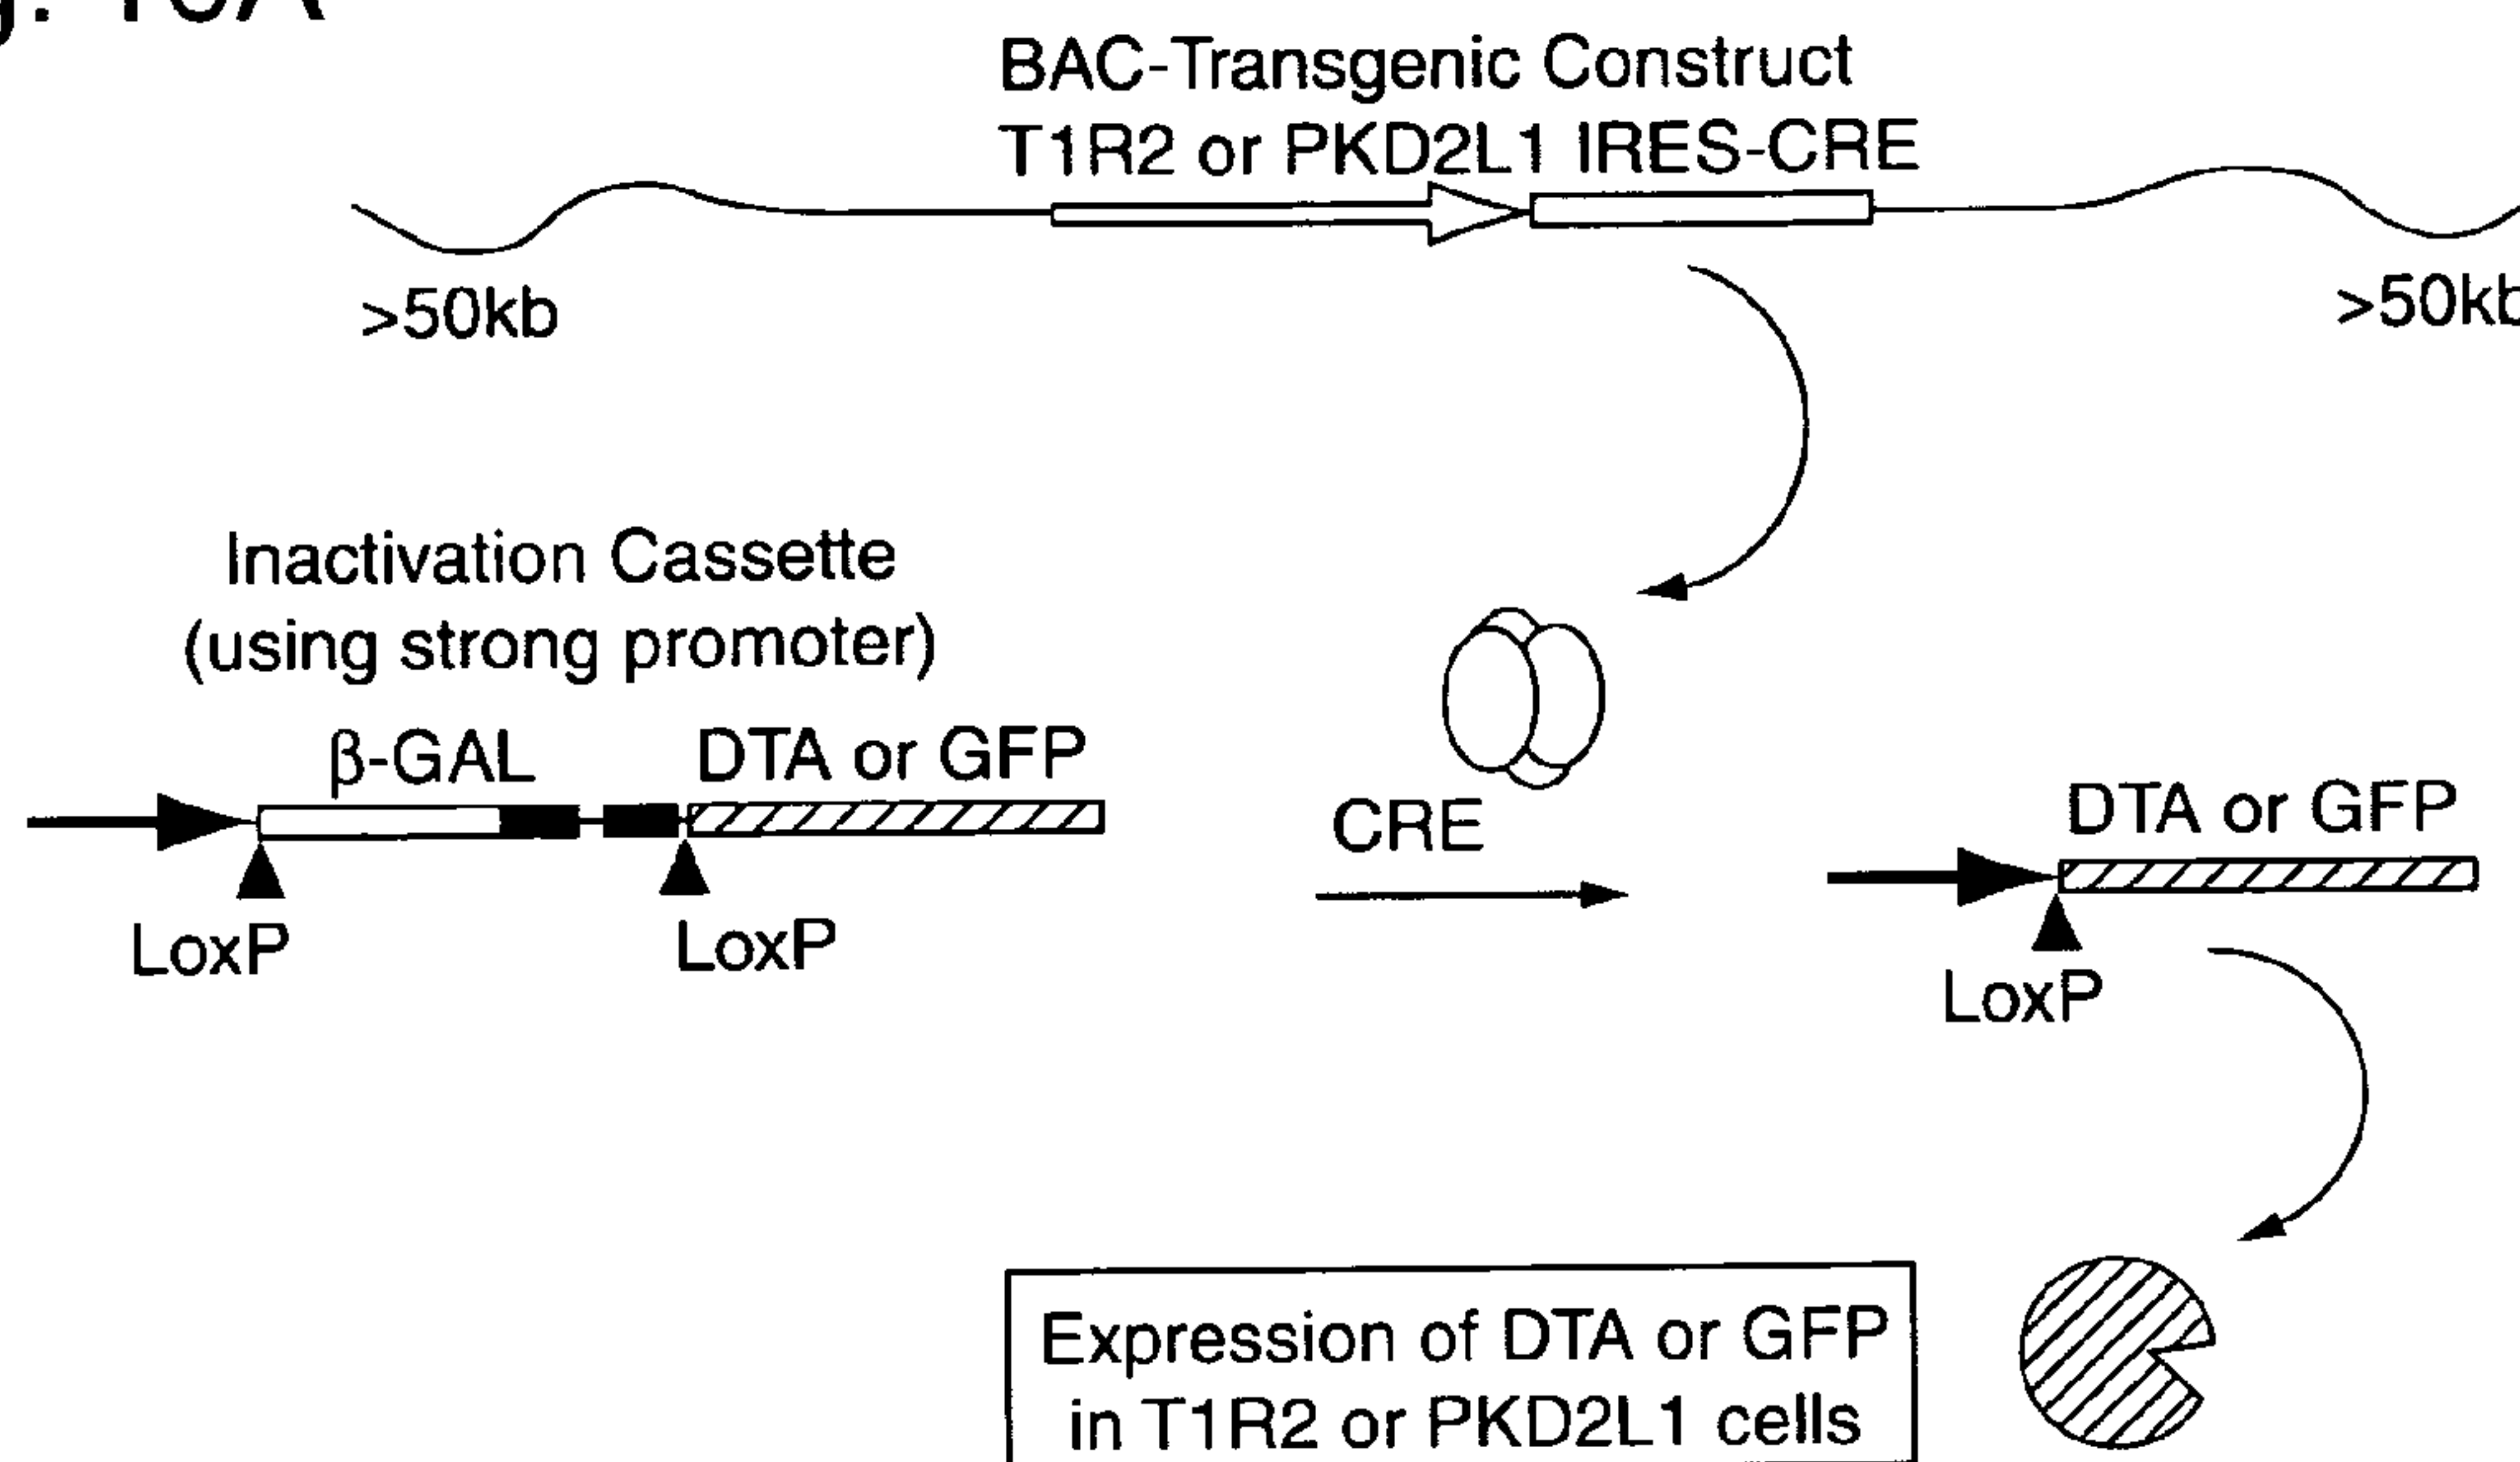 BAC-Transgenic Construct
T1R2 or PKD2L1 IRES-CRE
>50kb
>50kb
Inactivation Cassette
(using strong promoter)
β-GAL
DTA or GFP
LoxP
LoxP
CRE
DTA or GFP
LoxP
Expression of DTA or GFP
in T1R2 or PKD2L1 cells